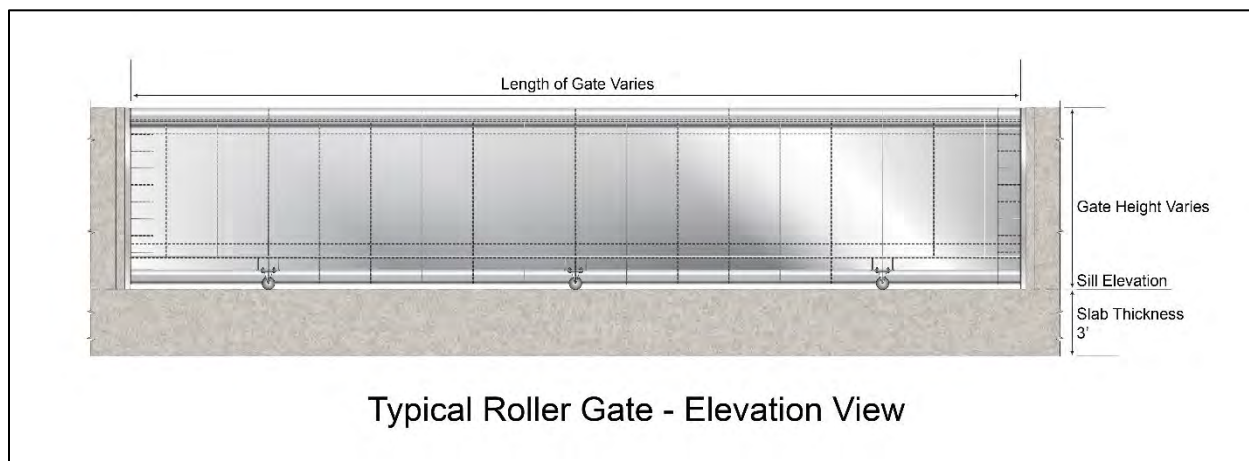 Length of Gate Varies
Gate Height Varies
Sill Elevation
Slab Thickness
3'
Typical Roller Gate - Elevation View